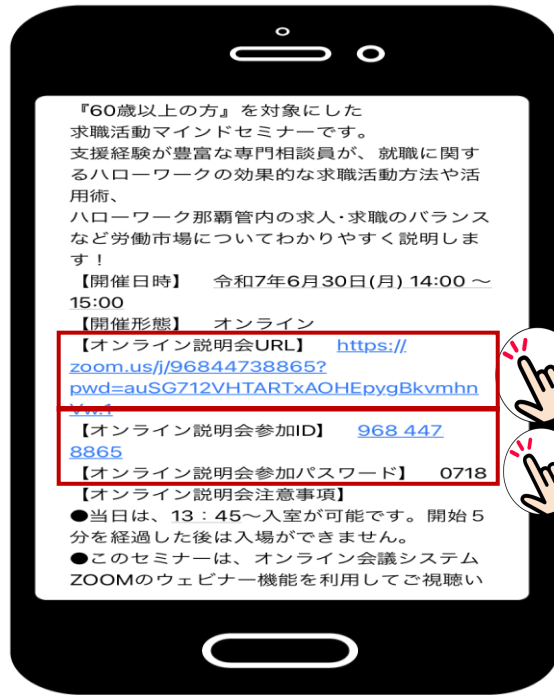 『60歳以上の方』を対象にした
求職活動マインドセミナーです。
支援経験が豊富な専門相談員が、就職に関す
るハローワークの効果的な求職活動方法や活
用術、
ハローワーク那覇管内の求人･求職のバランス
など労働市場についてわかりやすく説明しま
す！
【開催日時】　令和7年6月30日(月) 14:00 ～
15:00
【開催形態】　オンライン
【オンライン説明会URL】　https://
zoom.us/j/96844738865?
pwd=auSG712VHTARTxAOHEpygBkvmhn
Vw.1
【オンライン説明会参加ID】　968 447
8865
【オンライン説明会参加パスワード】　0718
【オンライン説明会注意事項】
●当日は、13：45～入室が可能です。開始５
分を経過した後は入場ができません。
●このセミナーは、オンライン会議システム
ZOOMのウェビナー機能を利用してご視聴い